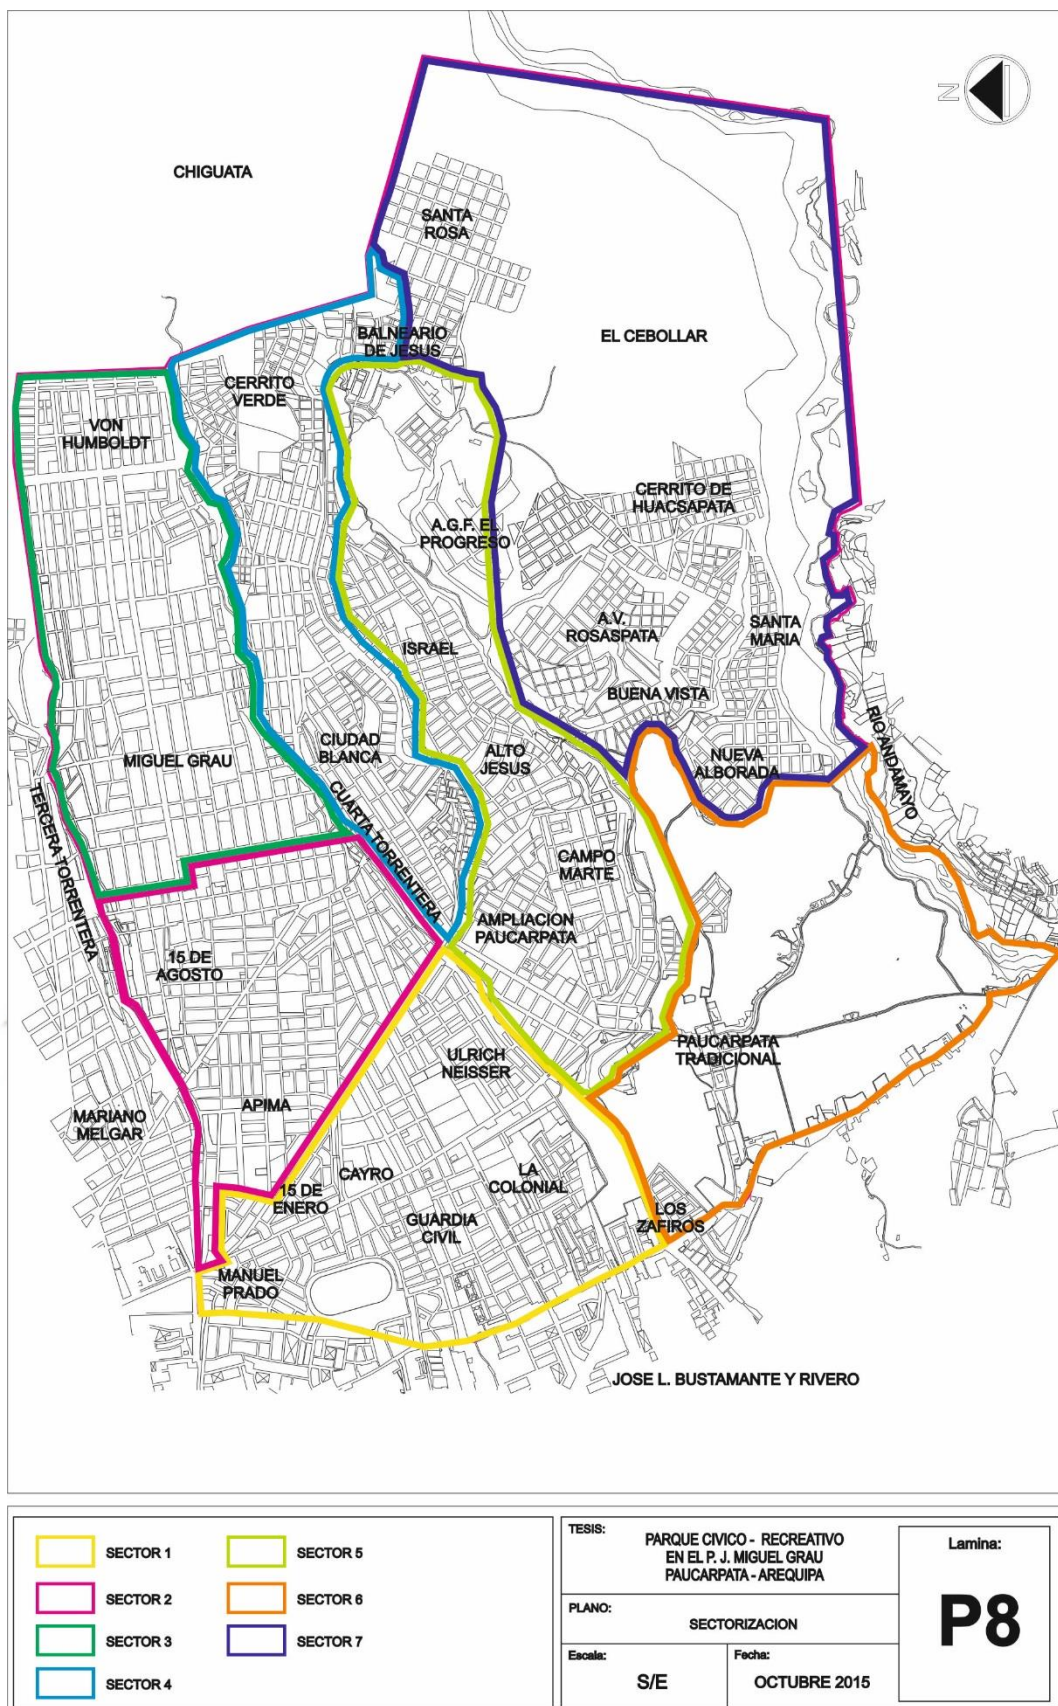 N
CHIGUATA
SANTA
ROSA
BALNEARIO
DE JESUS
EL CEBOLLAR
CERRITO
VERDE
VON
HUMBOLDT
CERRITO DE
HUACSAPATA
A.G.F. EL
PROGRESO
A.V.
ROSASPATA
SANTA
MARIA
ISRAEL
BUENA VISTA
RIO ANDAMAYO
CIUDAD
BLANCA
MIGUEL GRAU
ALTO
JESUS
NUEVA
ALBORADA
TERCERA TORRENTERA
CUARTA TORRENTERA
CAMPO
MARTE
AMPLIACION
PAUCARPATA
15 DE
AGOSTO
PAUCARPATA
TRADICIONAL
ULRICH
NEISSER
APIMA
MARIANO
MELGAR
CAYRO
LA
COLONIAL
15 DE
ENERO
GUARDIA
CIVIL
LOS
ZAFIROS
MANUEL
PRADO
JOSE L. BUSTAMANTE Y RIVERO
SECTOR 1
SECTOR 2
SECTOR 3
SECTOR 4
SECTOR 5
SECTOR 6
SECTOR 7
TESIS:
PARQUE CIVICO - RECREATIVO
EN EL P. J. MIGUEL GRAU
PAUCARPATA - AREQUIPA
PLANO:
SECTORIZACION
Escala:
S/E
Fecha:
OCTUBRE 2015
Lamina:
P8